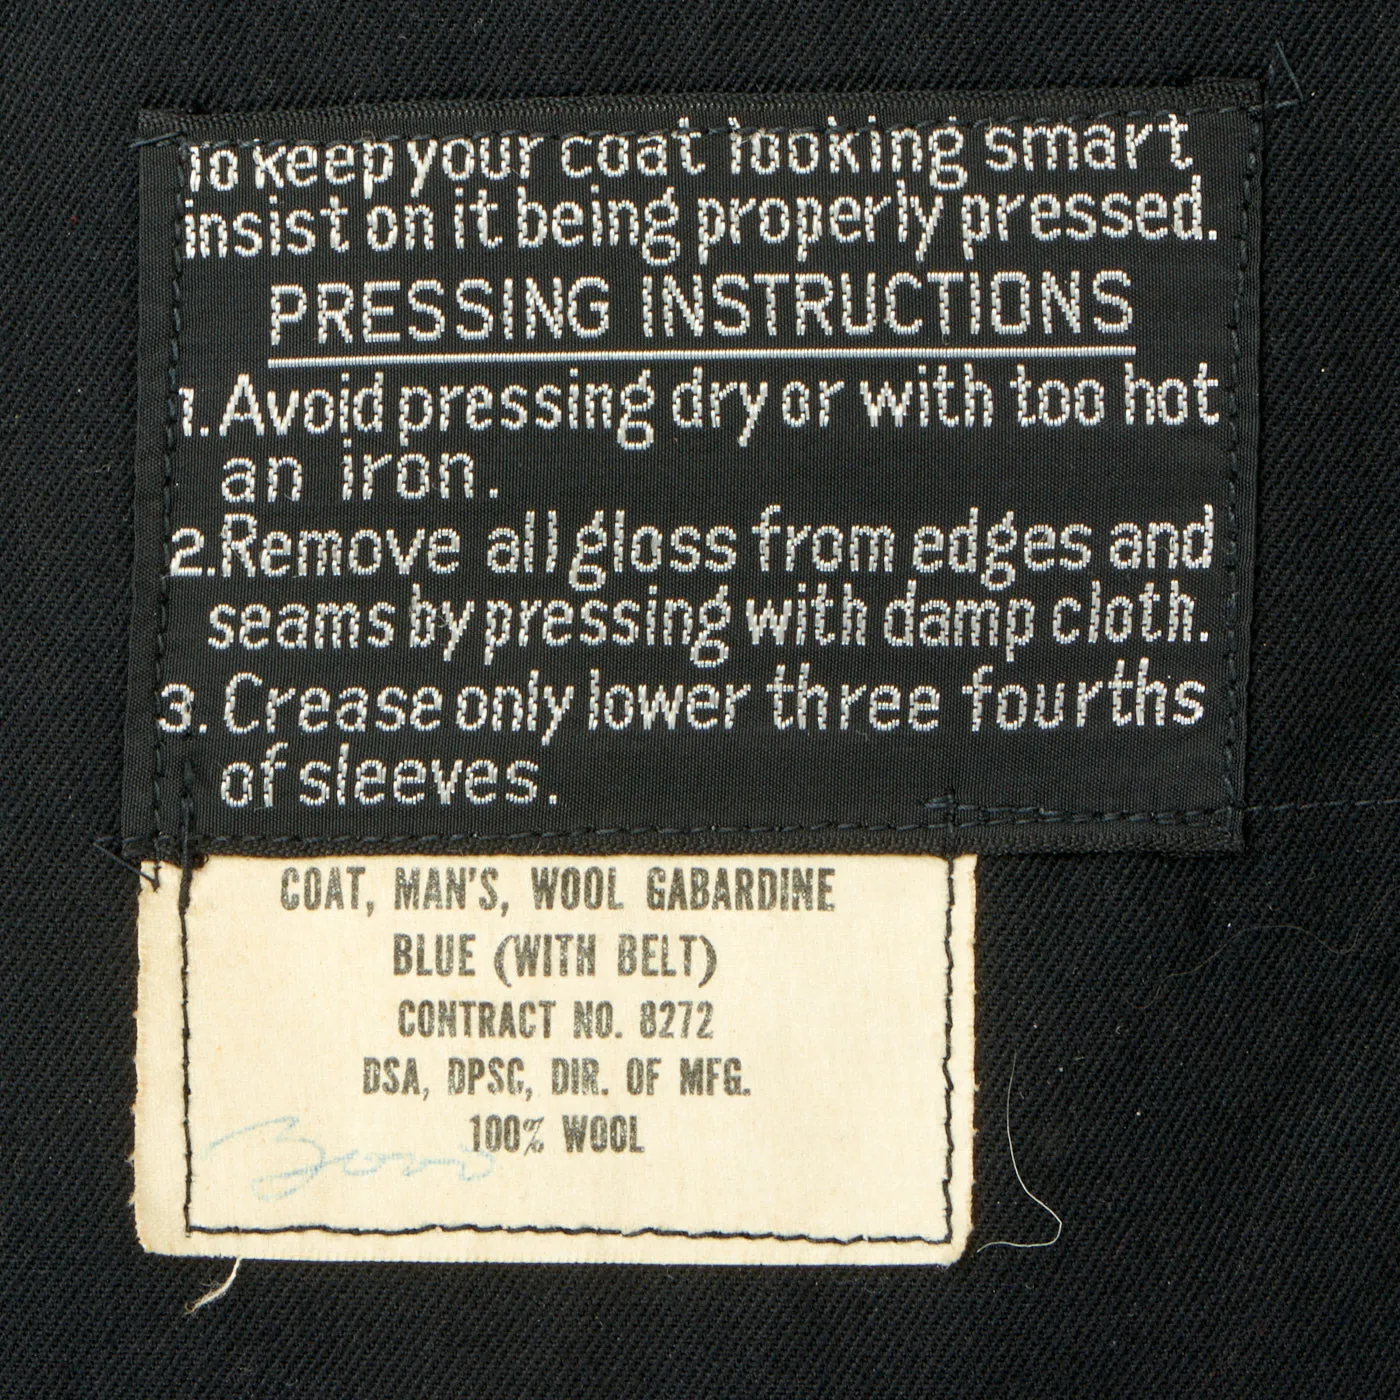 To keep your coat looking smart
insist on it being properly pressed.
PRESSING INSTRUCTIONS
1. Avoid pressing dry or with too hot
an iron.
2. Remove all gloss from edges and
seams by pressing with damp cloth.
3. Crease only lower three fourths
of sleeves.
COAT, MAN'S, WOOL GABARDINE
BLUE (WITH BELT)
CONTRACT NO. 8272
DSA, DPSC, DIR. OF MFG.
100% WOOL